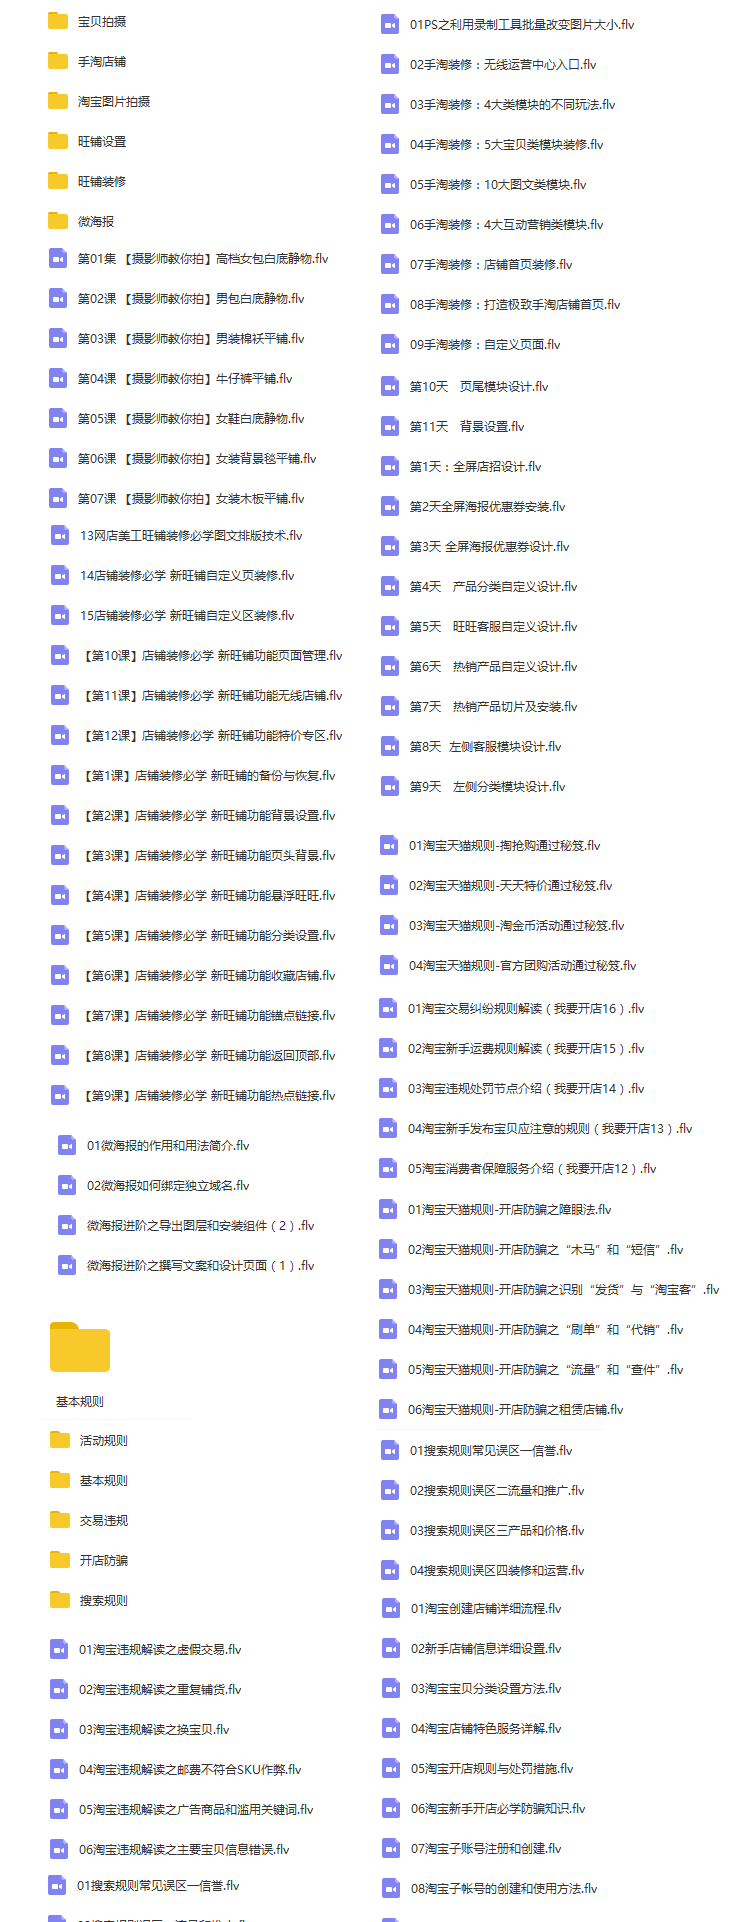 宝贝拍摄
手淘店铺
淘宝图片拍摄
旺铺设置
旺铺装修
微海报
第01集 【摄影师教你拍】高档女包白底静物.flv
第02课 【摄影师教你拍】男包白底静物.flv
第03课 【摄影师教你拍】男装棉袄平铺.flv
第04课 【摄影师教你拍】牛仔裤平铺.flv
第05课 【摄影师教你拍】女鞋白底静物.flv
第06课 【摄影师教你拍】女装背景毯平铺.flv
第07课 【摄影师教你拍】女装木板平铺.flv
13网店美工旺铺装修必学图文排版技术.flv
14店铺装修必学 新旺铺自定义页装修.flv
15店铺装修必学 新旺铺自定义区装修.flv
【第10课】店铺装修必学 新旺铺功能页面管理.flv
【第11课】店铺装修必学 新旺铺功能无线店铺.flv
【第12课】店铺装修必学 新旺铺功能特价专区.flv
【第1课】店铺装修必学 新旺铺的备份与恢复.flv
【第2课】店铺装修必学 新旺铺功能背景设置.flv
【第3课】店铺装修必学 新旺铺功能页头背景.flv
【第4课】店铺装修必学 新旺铺功能悬浮旺旺.flv
【第5课】店铺装修必学 新旺铺功能分类设置.flv
【第6课】店铺装修必学 新旺铺功能收藏店铺.flv
【第7课】店铺装修必学 新旺铺功能锚点链接.flv
【第8课】店铺装修必学 新旺铺功能返回顶部.flv
【第9课】店铺装修必学 新旺铺功能热点链接.flv
01微海报的作用和用法简介.flv
02微海报如何绑定独立域名.flv
微海报进阶之导出图层和安装组件（2）.flv
微海报进阶之撰写文案和设计页面（1）.flv
基本规则
活动规则
基本规则
交易违规
开店防骗
搜索规则
01淘宝违规解读之虚假交易.flv
02淘宝违规解读之重复铺货.flv
03淘宝违规解读之换宝贝.flv
04淘宝违规解读之邮费不符合SKU作弊.flv
05淘宝违规解读之广告商品和滥用关键词.flv
06淘宝违规解读之主要宝贝信息错误.flv
01搜索规则常见误区一信誉.flv
01PS之利用录制工具批量改变图片大小.flv
02手淘装修：无线运营中心入口.flv
03手淘装修：4大类模块的不同玩法.flv
04手淘装修：5大宝贝类模块装修.flv
05手淘装修：10大图文类模块.flv
06手淘装修：4大互动营销类模块.flv
07手淘装修：店铺首页装修.flv
08手淘装修：打造极致手淘店铺首页.flv
09手淘装修：自定义页面.flv
第10天　页尾模块设计.flv
第11天　背景设置.flv
第1天：全屏店招设计.flv
第2天全屏海报优惠券安装.flv
第3天 全屏海报优惠券设计.flv
第4天　产品分类自定义设计.flv
第5天　旺旺客服自定义设计.flv
第6天　热销产品自定义设计.flv
第7天　热销产品切片及安装.flv
第8天 左侧客服模块设计.flv
第9天　左侧分类模块设计.flv
01淘宝天猫规则-掏抢购通过秘笈.flv
02淘宝天猫规则-天天特价通过秘笈.flv
03淘宝天猫规则-淘金币活动通过秘笈.flv
04淘宝天猫规则-官方团购活动通过秘笈.flv
01淘宝交易纠纷规则解读（我要开店16）.flv
02淘宝新手运费规则解读（我要开店15）.flv
03淘宝违规处罚节点介绍（我要开店14）.flv
04淘宝新手发布宝贝应注意的规则（我要开店13）.flv
05淘宝消费者保障服务介绍（我要开店12）.flv
01淘宝天猫规则-开店防骗之障眼法.flv
02淘宝天猫规则-开店防骗之“木马”和“短信”.flv
03淘宝天猫规则-开店防骗之识别“发货”与“淘宝客”.flv
04淘宝天猫规则-开店防骗之“刷单”和“代销”.flv
05淘宝天猫规则-开店防骗之“流量”和“查件”.flv
06淘宝天猫规则-开店防骗之租赁店铺.flv
01搜索规则常见误区一信誉.flv
02搜索规则误区二流量和推广.flv
03搜索规则误区三产品和价格.flv
04搜索规则误区四装修和运营.flv
01淘宝创建店铺详细流程.flv
02新手店铺信息详细设置.flv
03淘宝宝贝分类设置方法.flv
04淘宝店铺特色服务详解.flv
05淘宝开店规则与处罚措施.flv
06淘宝新手开店必学防骗知识.flv
07淘宝子账号注册和创建.flv
08淘宝子帐号的创建和使用方法.flv